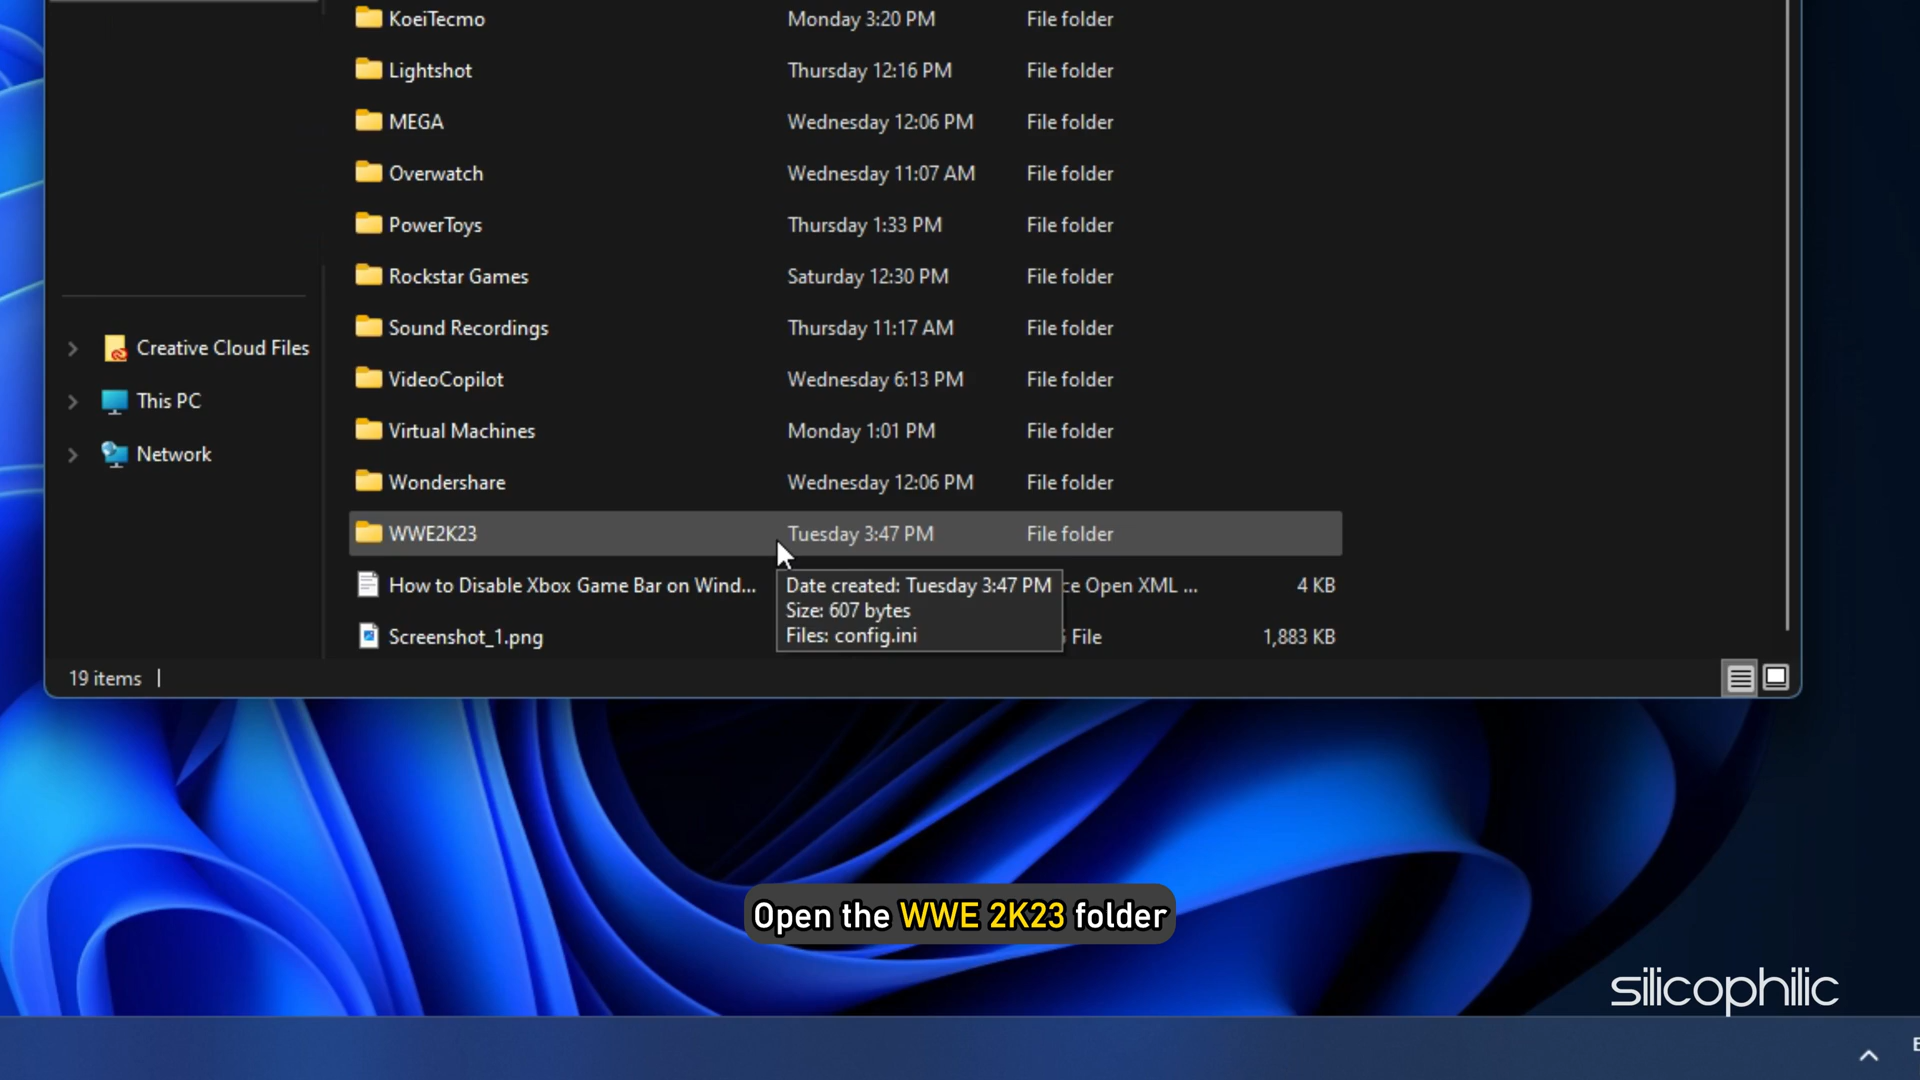 KoeiTecmo Monday 3:20 PM File folder
Lightshot Thursday 12:16 PM File folder
MEGA Wednesday 12:06 PM File folder
Overwatch Wednesday 11:07 AM File folder
PowerToys Thursday 1:33 PM File folder
Rockstar Games Saturday 12:30 PM File folder
Sound Recordings Thursday 11:17 AM File folder
Creative Cloud Files
VideoCopilot Wednesday 6:13 PM File folder
This PC
Virtual Machines Monday 1:01 PM File folder
Network
Wondershare Wednesday 12:06 PM File folder
WWE2K23 Tuesday 3:47 PM File folder
How to Disable Xbox Game Bar on Wind... ce Open XML ... 4 KB
Date created: Tuesday 3:47 PM
Size: 607 bytes
Files: config.ini
Screenshot_1.png File 1,883 KB
19 items
Open the WWE 2K23 folder
silicophilic